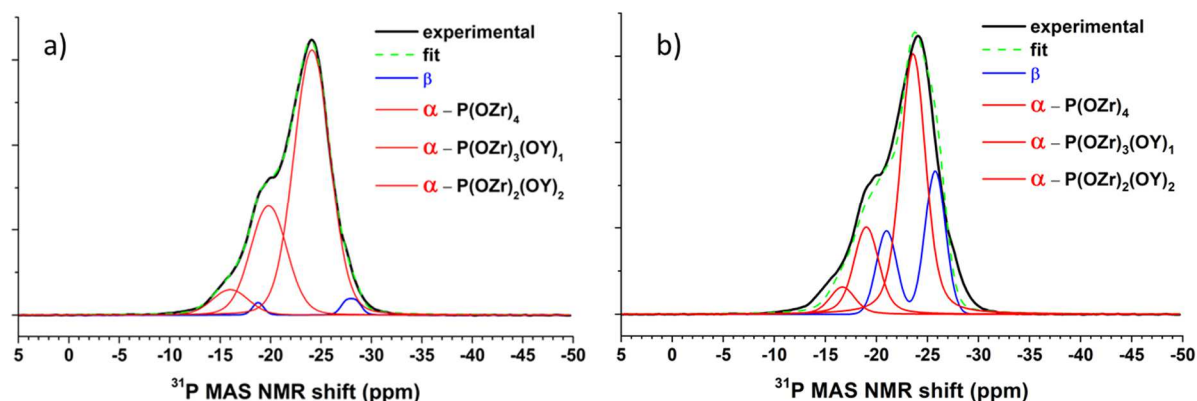 a)
experimental
fit
β
α – P(OZr)₄
α – P(OZr)₃(OY)₁
α – P(OZr)₂(OY)₂
5 0 -5 -10 -15 -20 -25 -30 -35 -40 -45 -50
³¹P MAS NMR shift (ppm)
b)
experimental
fit
β
α – P(OZr)₄
α – P(OZr)₃(OY)₁
α – P(OZr)₂(OY)₂
5 0 -5 -10 -15 -20 -25 -30 -35 -40 -45 -50
³¹P MAS NMR shift (ppm)